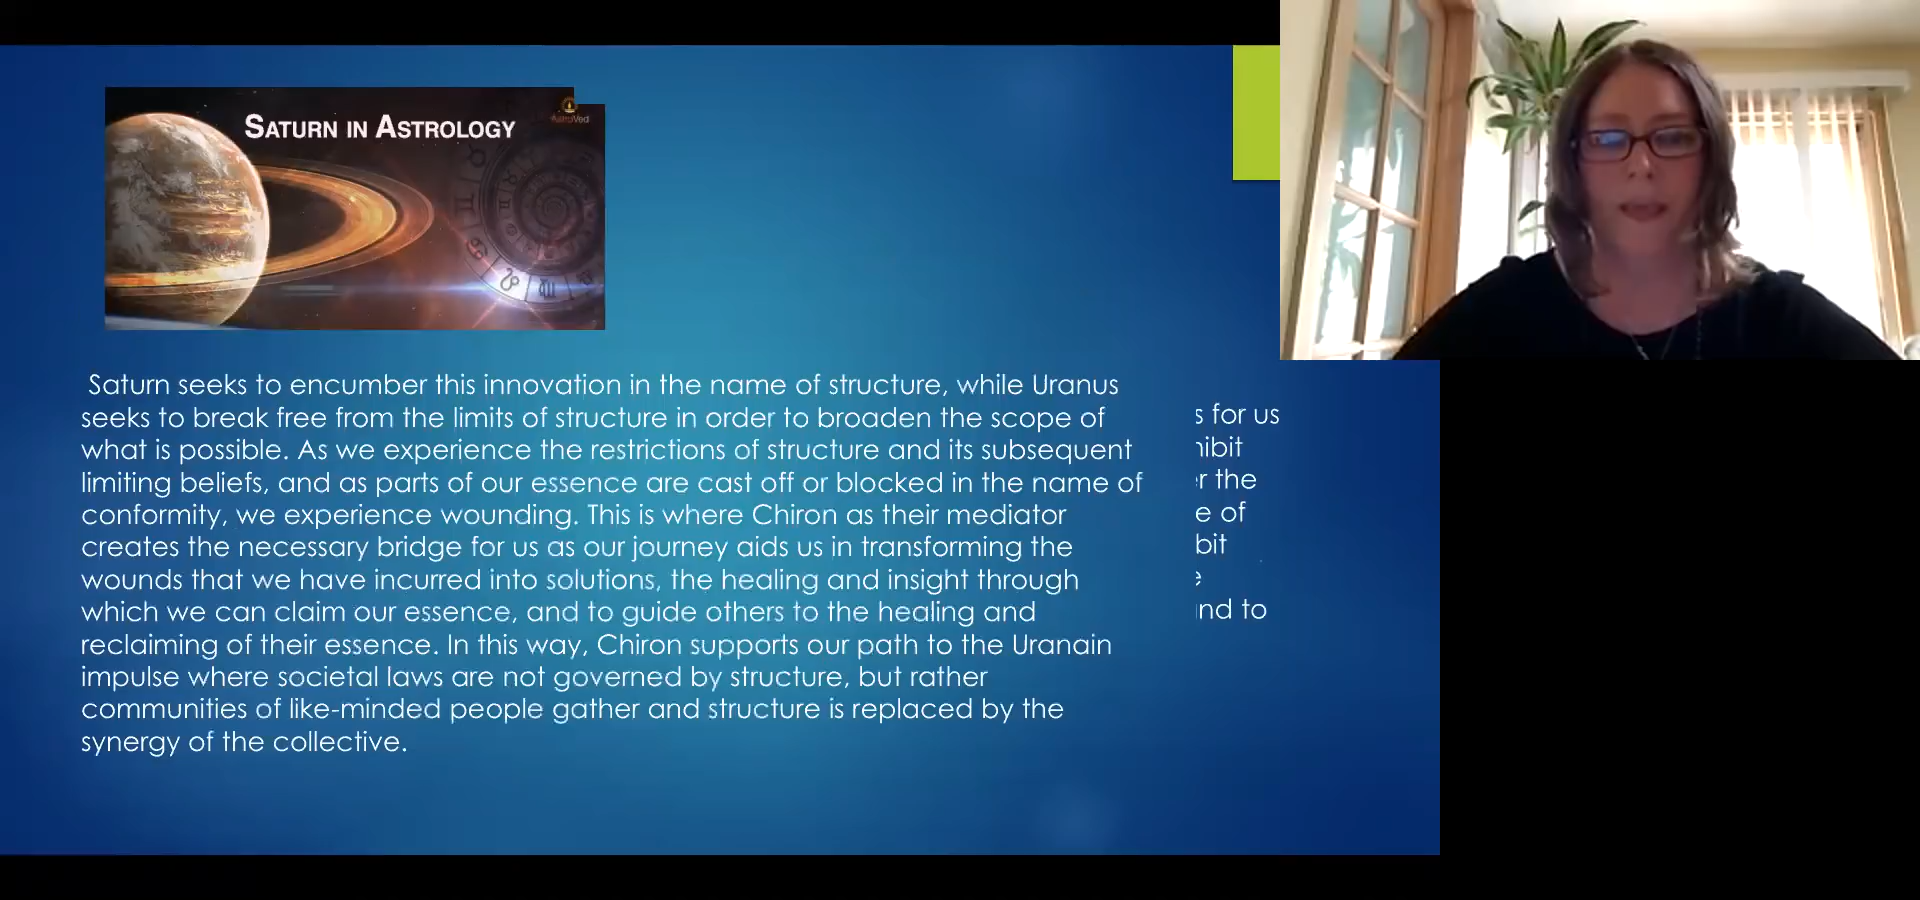 SATURN IN ASTROLOGY
AstroVed
Saturn seeks to encumber this innovation in the name of structure, while Uranus
seeks to break free from the limits of structure in order to broaden the scope of
what is possible. As we experience the restrictions of structure and its subsequent
limiting beliefs, and as parts of our essence are cast off or blocked in the name of
conformity, we experience wounding. This is where Chiron as their mediator
creates the necessary bridge for us as our journey aids us in transforming the
wounds that we have incurred into solutions, the healing and insight through
which we can claim our essence, and to guide others to the healing and
reclaiming of their essence. In this way, Chiron supports our path to the Uranain
impulse where societal laws are not governed by structure, but rather
communities of like-minded people gather and structure is replaced by the
synergy of the collective.
s for us
the
of
to